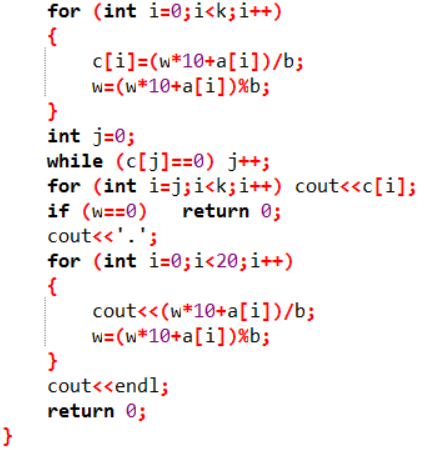 for (int i=0;i<k;i++)
{
c[i]=(w*10+a[i])/b;
w=(w*10+a[i])%b;
}
int j=0;
while (c[j]==0) j++;
for (int i=j;i<k;i++) cout<<c[i];
if (w==0)   return 0;
cout<<'.';
for (int i=0;i<20;i++)
{
cout<<(w*10+a[i])/b;
w=(w*10+a[i])%b;
}
cout<<endl;
return 0;
}